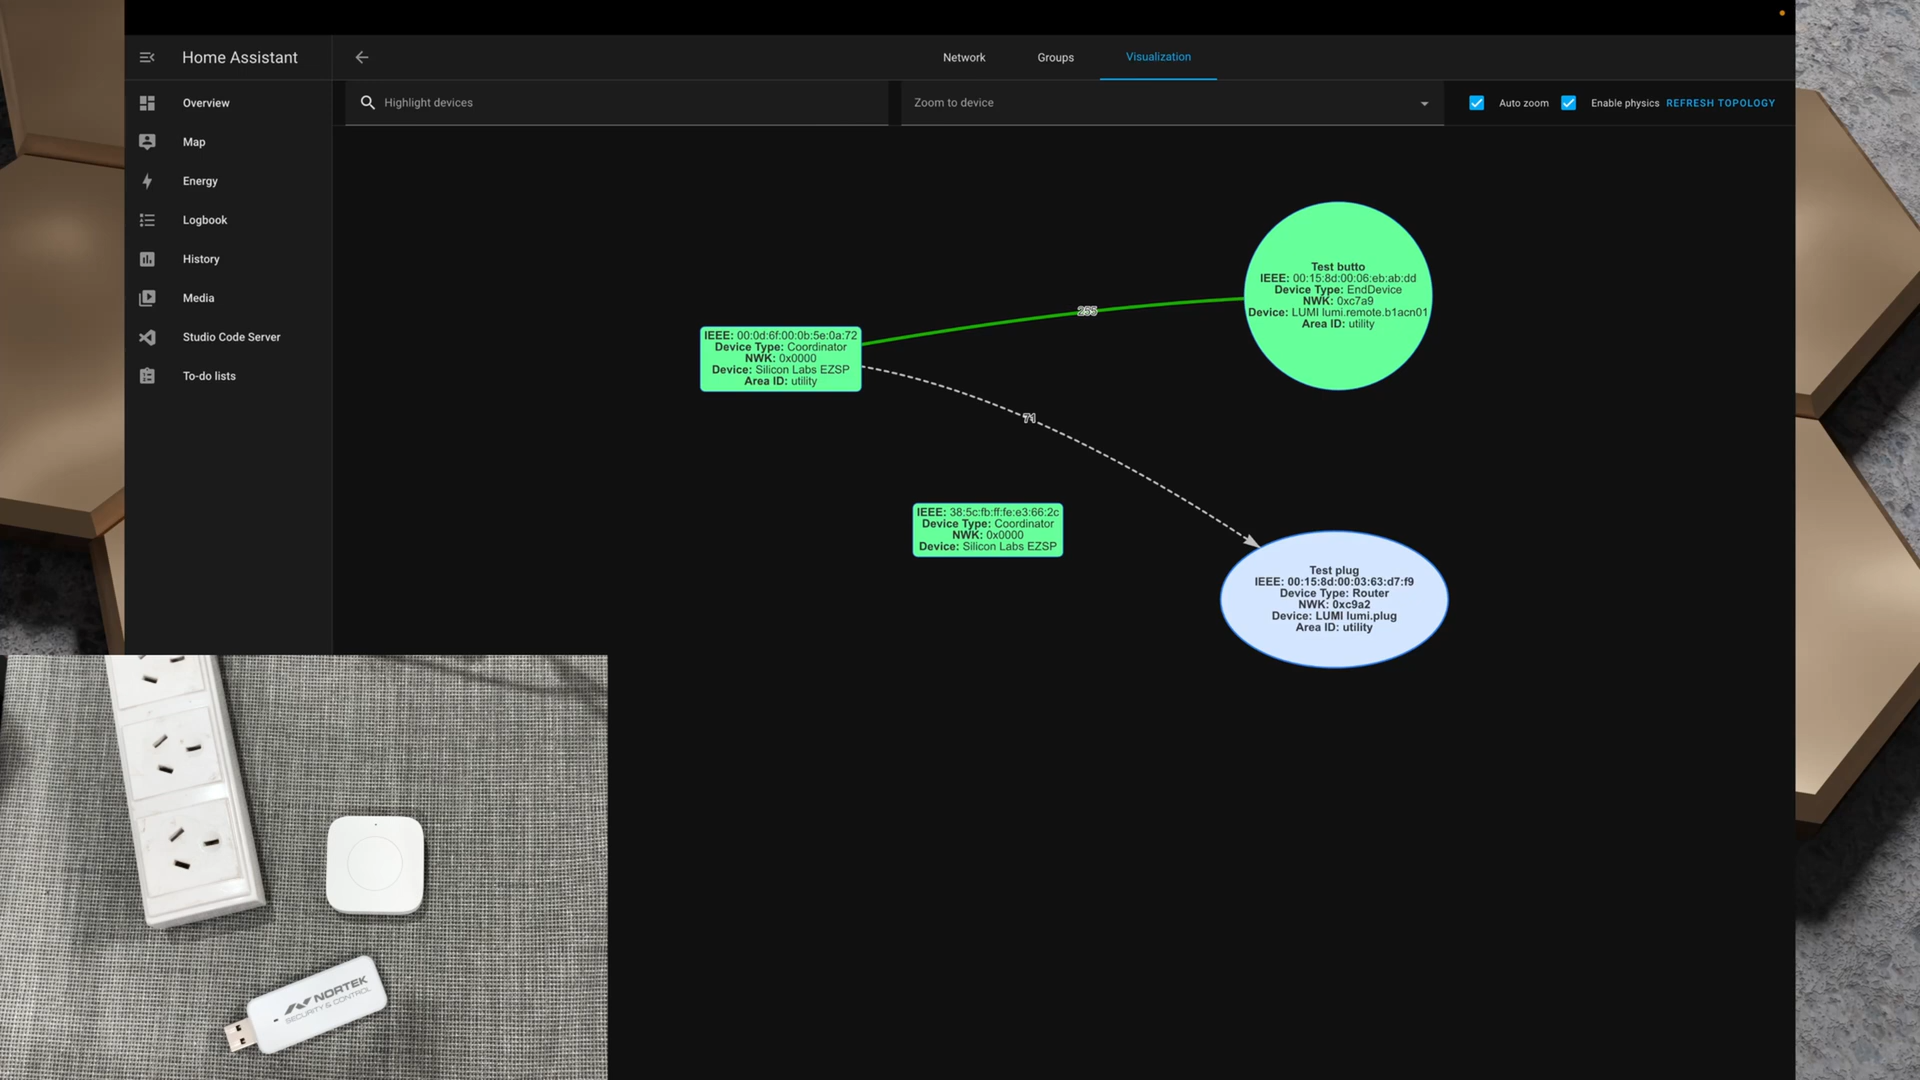 Home Assistant
Network
Groups
Visualization
Overview
Highlight devices
Zoom to device
Auto zoom
Enable physics
REFRESH TOPOLOGY
Map
Energy
Logbook
History
Media
Studio Code Server
To-do lists
Test butto
IEEE: 00:15:8d:00:06:eb:ab:dd
Device Type: EndDevice
NWK: 0xc7a9
Device: LUMI lumi.remote.b1acn01
Area ID: utility
255
IEEE: 00:0d:6f:00:0b:5e:0a:72
Device Type: Coordinator
NWK: 0x0000
Device: Silicon Labs EZSP
Area ID: utility
71
IEEE: 38:5c:fb:ff:fe:e3:66:2c
Device Type: Coordinator
NWK: 0x0000
Device: Silicon Labs EZSP
Test plug
IEEE: 00:15:8d:00:03:63:d7:f9
Device Type: Router
NWK: 0xc9a2
Device: LUMI lumi.plug
Area ID: utility
NORTEK
SECURITY & CONTROL